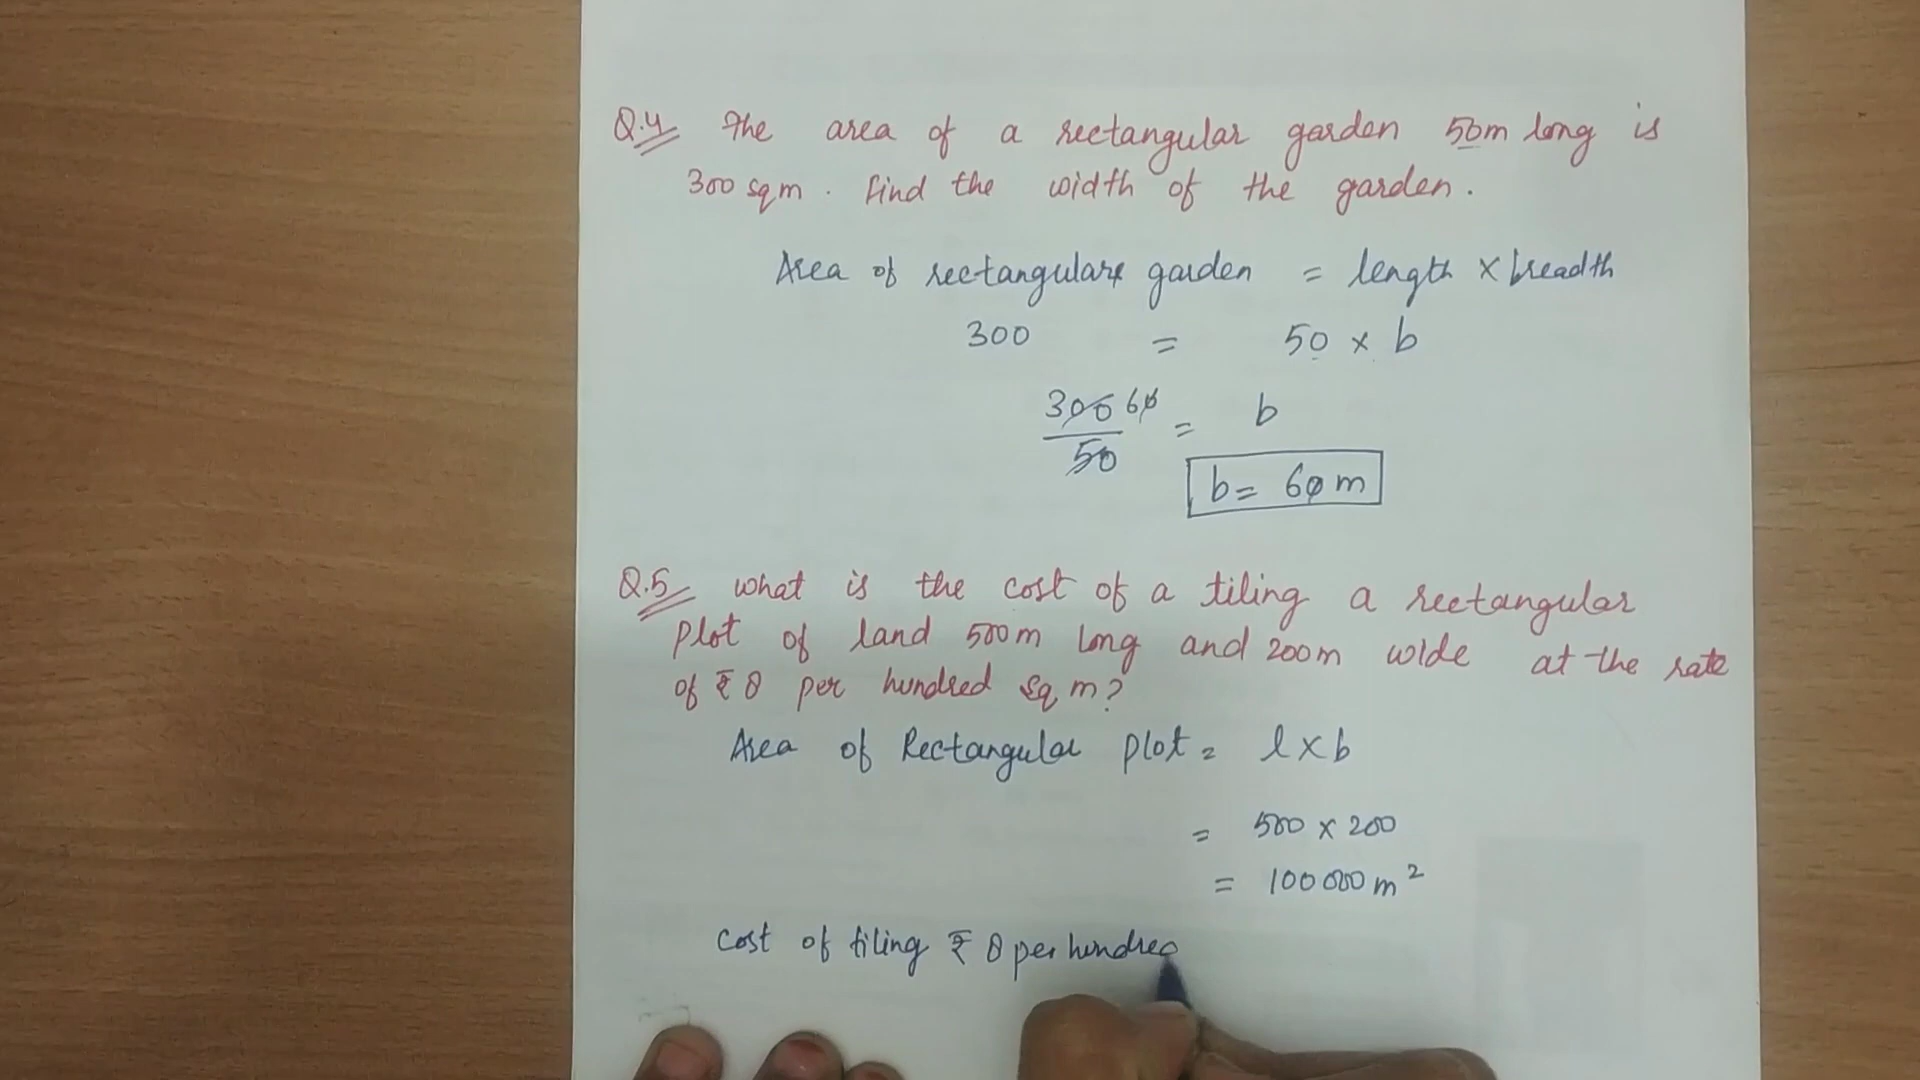 Q.4 The area of a rectangular garden 50m long is
300 sq m . Find the width of the garden.
Area of rectangular garden = length × breadth
300 = 50 × b
300 60 = b
50
b = 60 m
Q.5 what is the cost of a tiling a rectangular
plot of land 500m long and 200m wide at the rate
of ₹ 8 per hundred sq m?
Area of Rectangular plot = l × b
= 500 × 200
= 100000 m²
Cost of tiling ₹ 8 per hundred